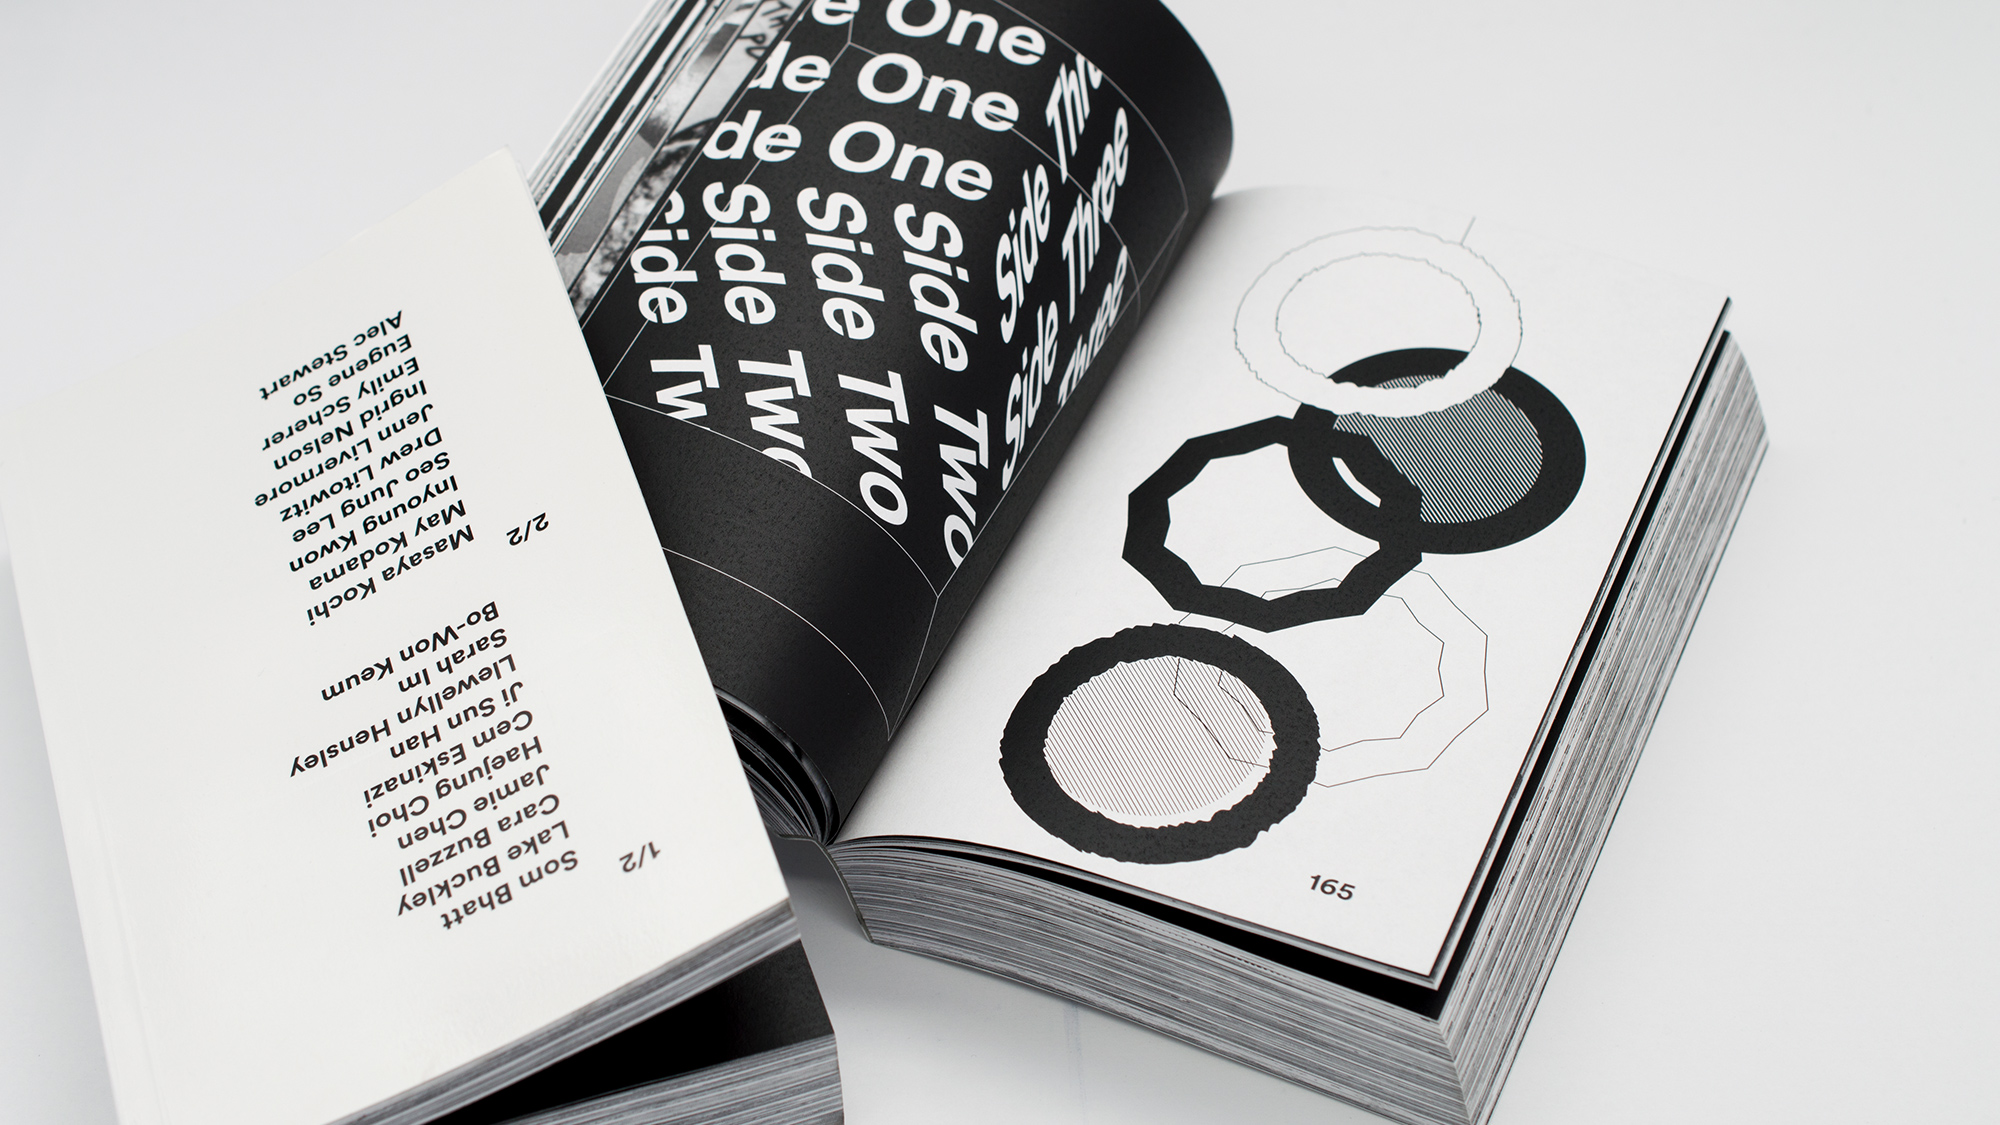 1/2
Som Bhatt
Lake Buckley
Cara Buzzell
Jamie Chen
Haejung Choi
Cem Eskinazi
Ji Sun Han
Llewellyn Hensley
Sarah Im
Bo-Won Keum
2/2
Masaya Kochi
May Kodama
Inyoung Kwon
Seo Jung Lee
Drew Litowitz
Jenn Livermore
Ingrid Nelson
Emily Scherer
Eugene So
Alec Stewart
e One
de One
de One
Side Two
Side Two
Side Two
Side Tw
Thre
Side Three
Side Three
165